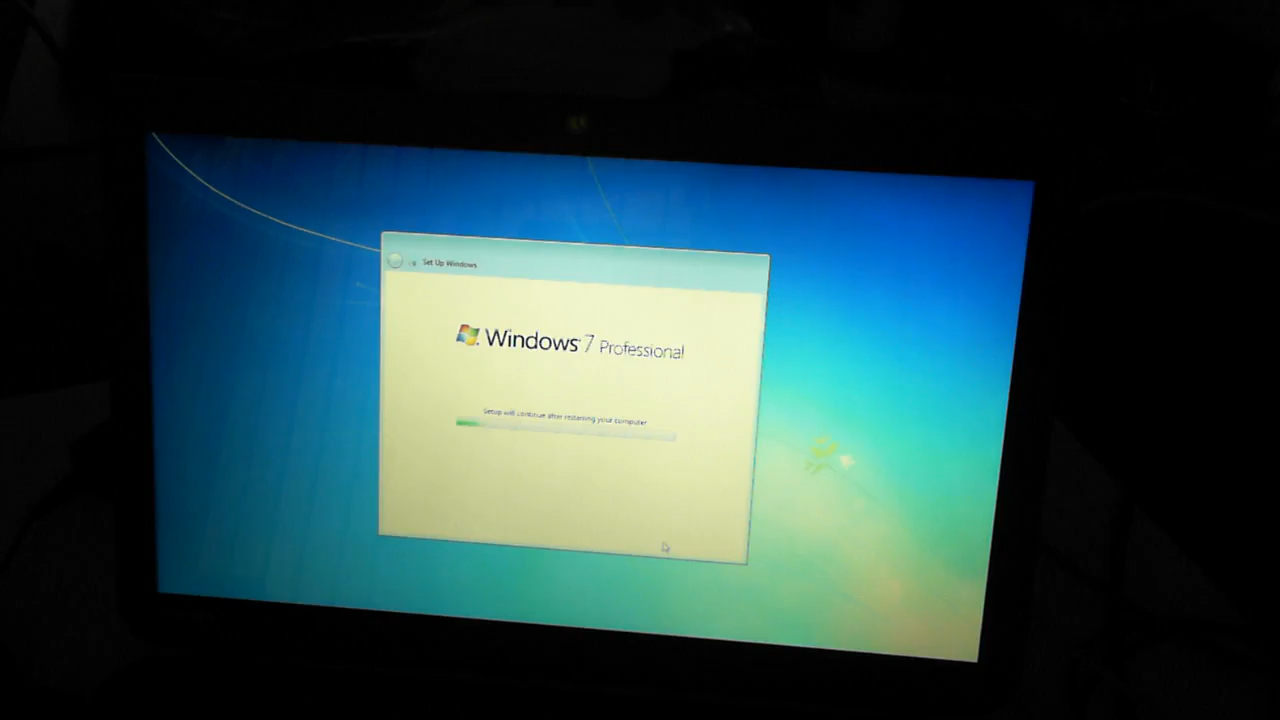 Set Up Windows
Windows 7 Professional
Setup will continue after restarting your computer